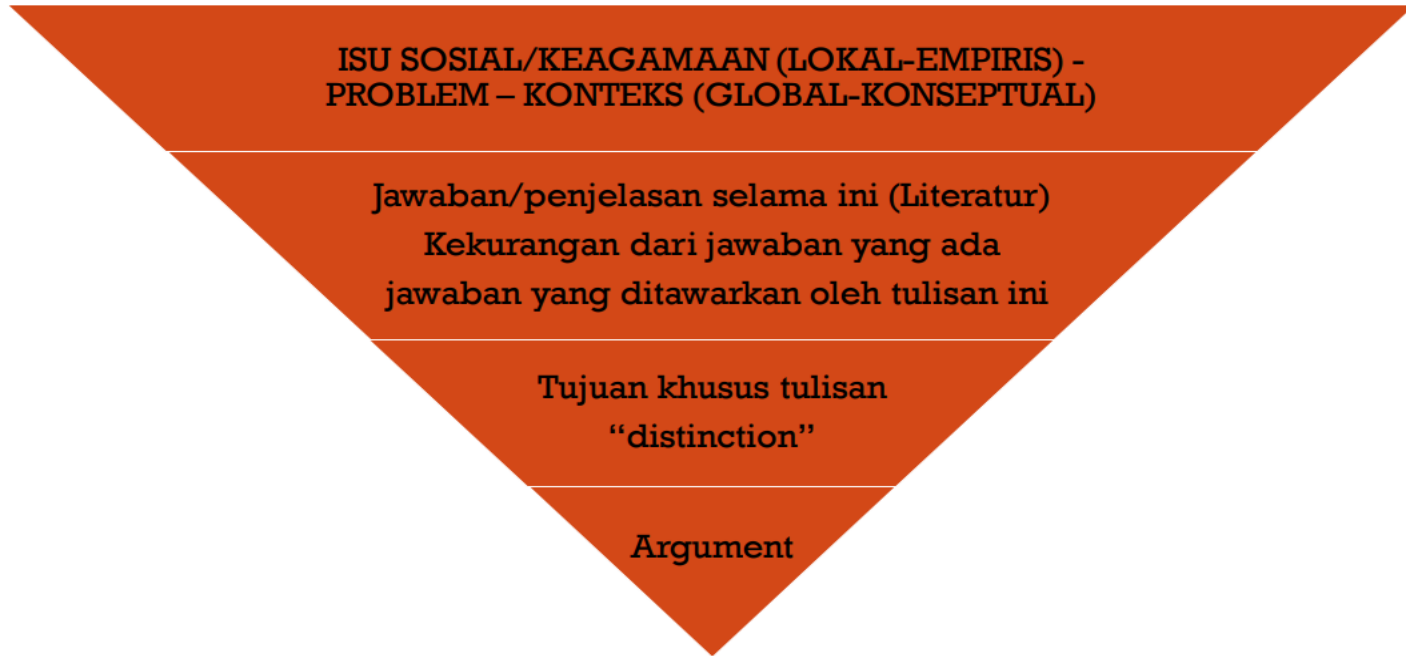 ISU SOSIAL/KEAGAMAAN (LOKAL-EMPIRIS) -
PROBLEM – KONTEKS (GLOBAL-KONSEPTUAL)
Jawaban/penjelasan selama ini (Literatur)
Kekurangan dari jawaban yang ada
jawaban yang ditawarkan oleh tulisan ini
Tujuan khusus tulisan
“distinction”
Argument